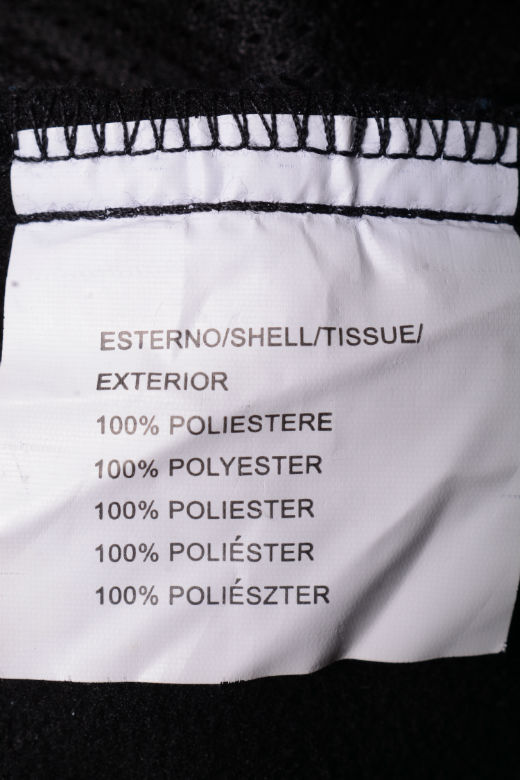 ESTERNO/SHELL/TISSUE/
EXTERIOR
100% POLIESTERE
100% POLYESTER
100% POLIESTER
100% POLIÉSTER
100% POLIÉSZTER